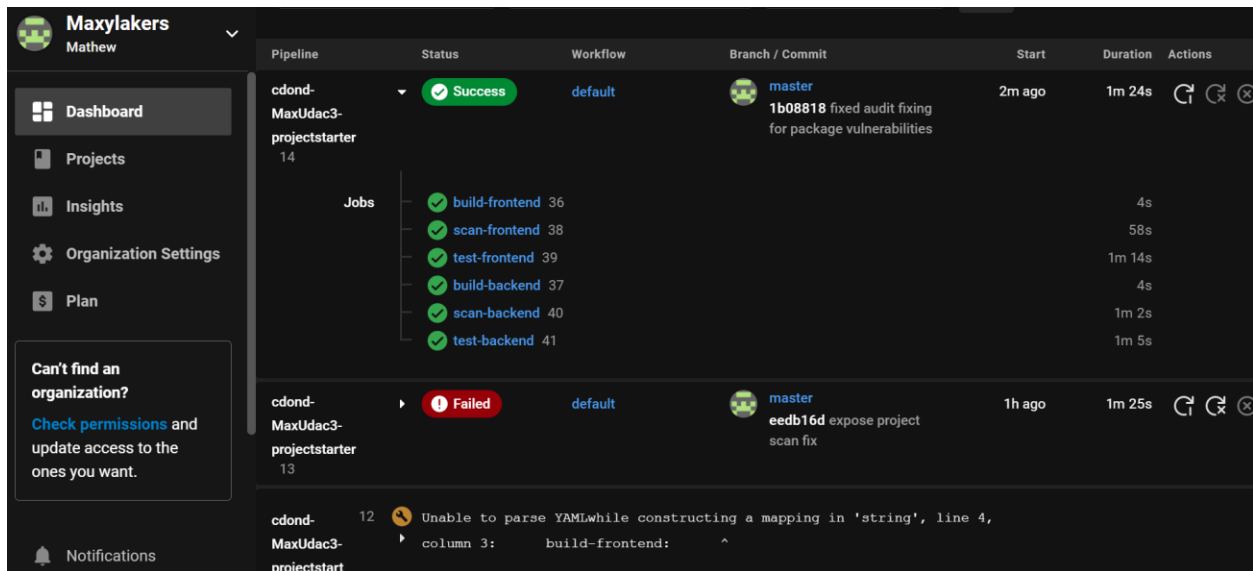 Maxylakers
Mathew
Dashboard
Projects
Insights
Organization Settings
$ Plan
Can't find an
organization?
Check permissions and
update access to the
ones you want.
Notifications
Pipeline Status Workflow Branch / Commit Start Duration Actions
cdond- Success default master 2m ago 1m 24s
MaxUdac3- 1b08818 fixed audit fixing
projectstarter for package vulnerabilities
14
Jobs build-frontend 36 4s
scan-frontend 38 58s
test-frontend 39 1m 14s
build-backend 37 4s
scan-backend 40 1m 2s
test-backend 41 1m 5s
cdond- Failed default master 1h ago 1m 25s
MaxUdac3- eedb16d expose project
projectstarter scan fix
13
cdond- 12 Unable to parse YAMLwhile constructing a mapping in 'string', line 4,
MaxUdac3- column 3: build-frontend: ^
projectstart